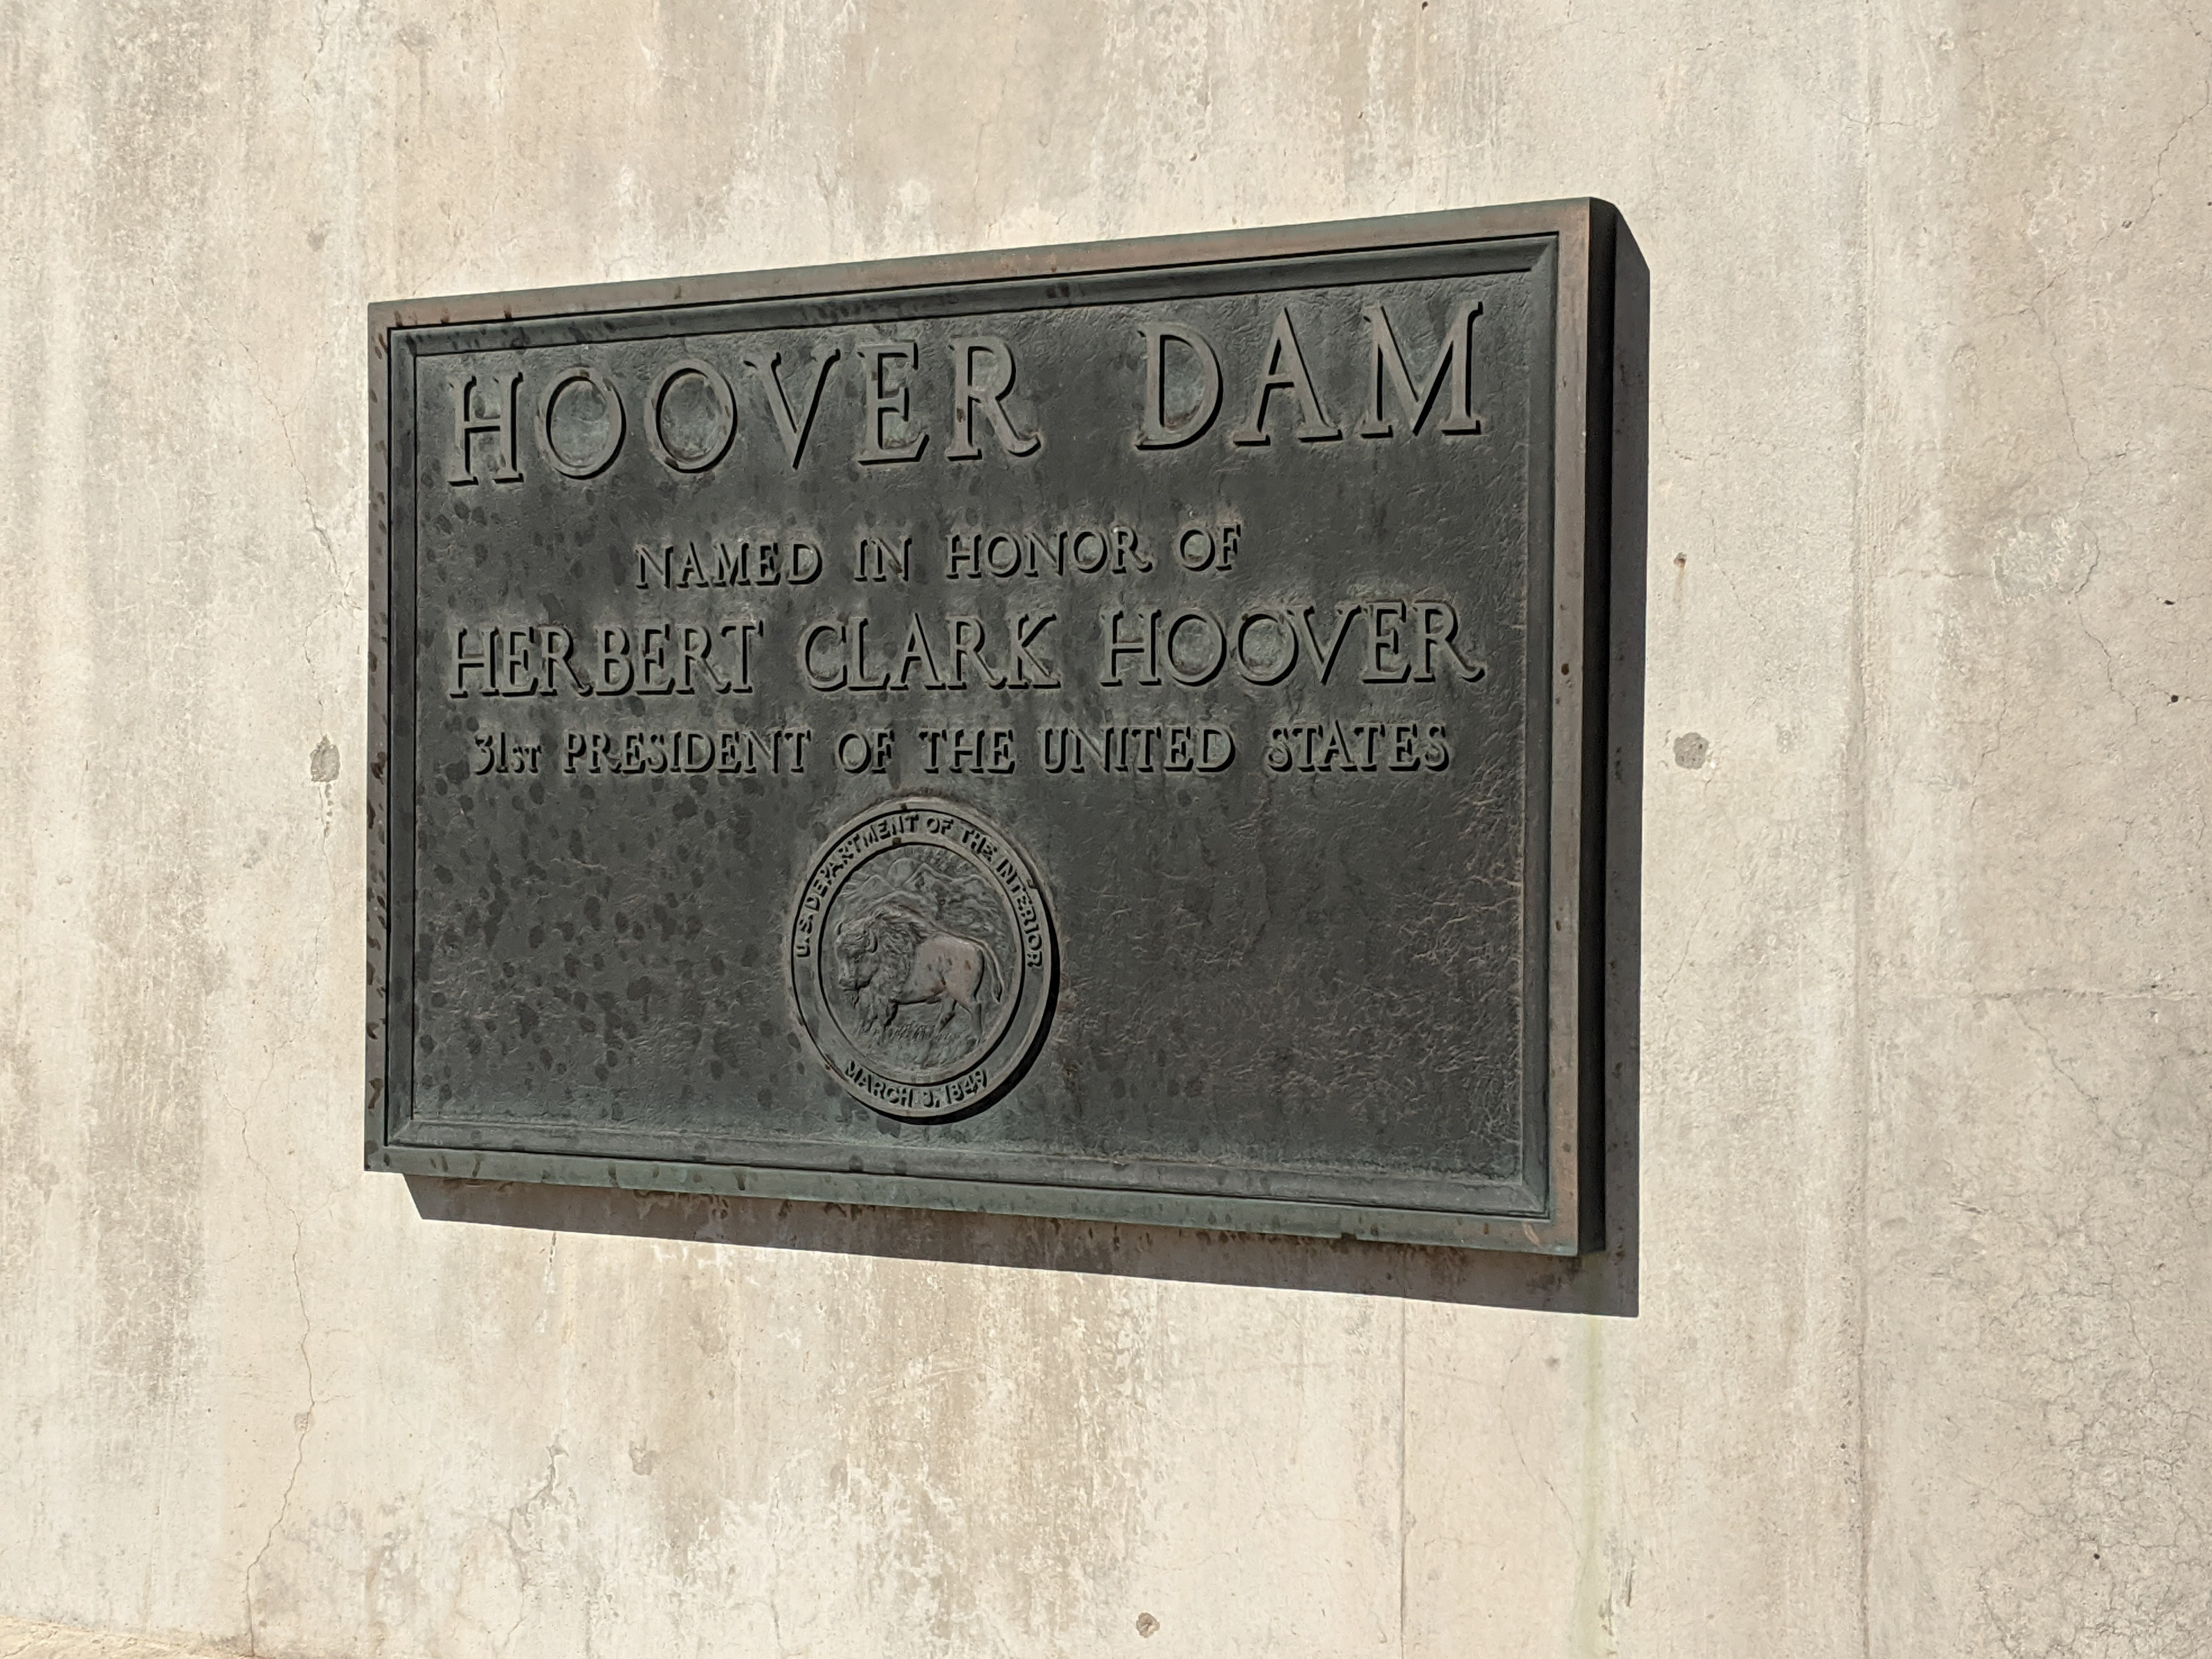 HOOVER DAM
NAMED IN HONOR OF
HERBERT CLARK HOOVER
31ST PRESIDENT OF THE UNITED STATES
U.S. DEPARTMENT OF THE INTERIOR
MARCH 3, 1849